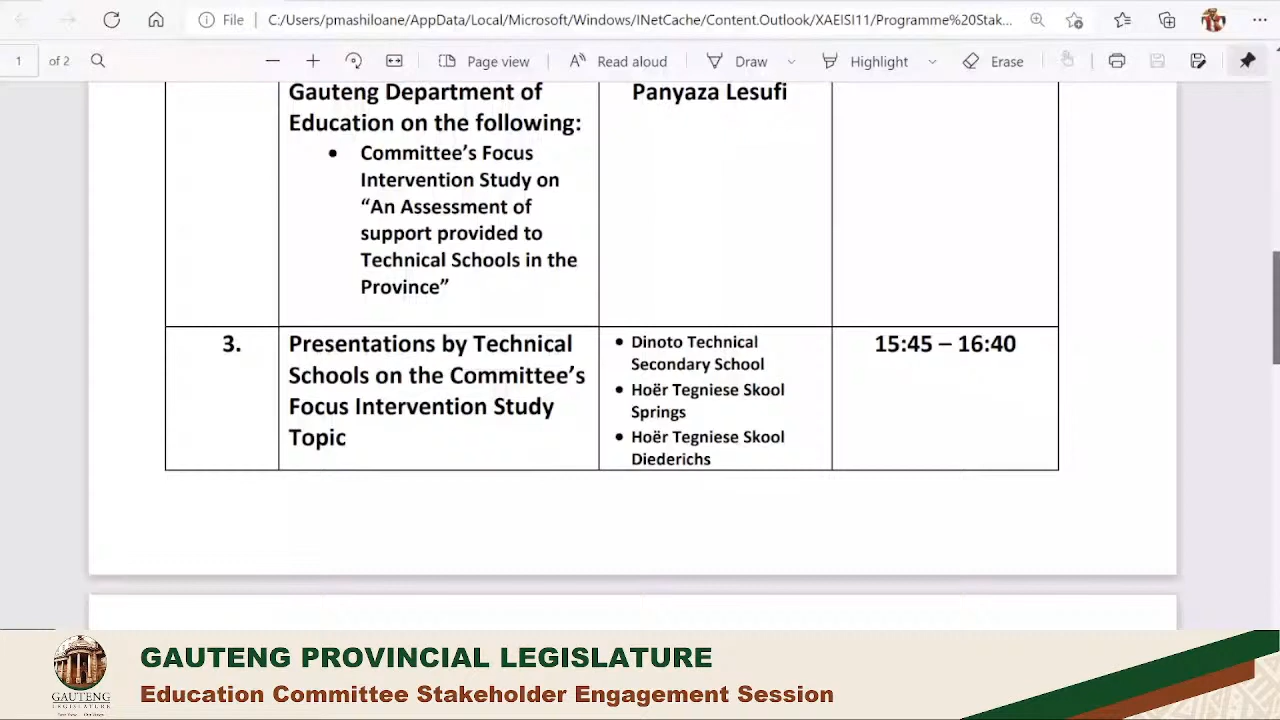 File
C:/Users/pmashiloane/AppData/Local/Microsoft/Windows/INetCache/Content.Outlook/XAEISI11/Programme%20Stak...
1 of 2
Page view
Read aloud
Draw
Highlight
Erase
Gauteng Department of
Education on the following:
• Committee’s Focus
Intervention Study on
“An Assessment of
support provided to
Technical Schools in the
Province”
Panyaza Lesufi
3.
Presentations by Technical
Schools on the Committee’s
Focus Intervention Study
Topic
• Dinoto Technical
Secondary School
• Hoër Tegniese Skool
Springs
• Hoër Tegniese Skool
Diederichs
15:45 – 16:40
GAUTENG PROVINCIAL LEGISLATURE
Education Committee Stakeholder Engagement Session
GAUTENG
LEGISLATURE